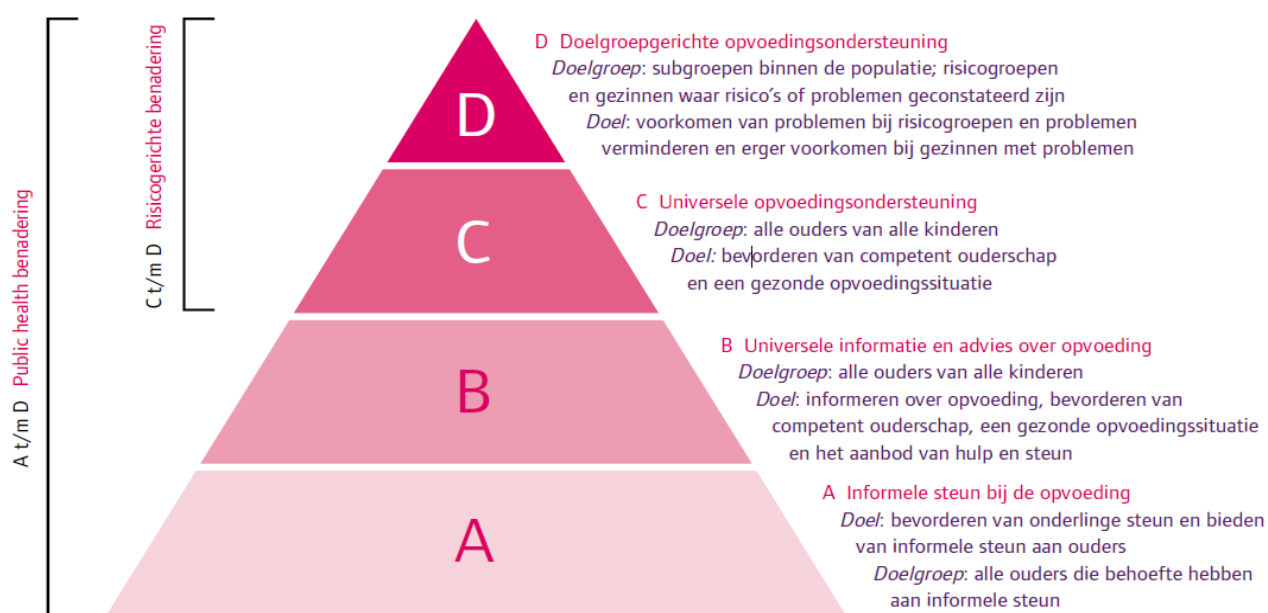 A t/m D Public health benadering
C t/m D Risicogerichte benadering
D
D Doelgroepgerichte opvoedingsondersteuning
Doelgroep: subgroepen binnen de populatie; risicogroepen
en gezinnen waar risico's of problemen geconstateerd zijn
Doel: voorkomen van problemen bij risicogroepen en problemen
verminderen en erger voorkomen bij gezinnen met problemen
C
C Universele opvoedingsondersteuning
Doelgroep: alle ouders van alle kinderen
Doel: bevorderen van competent ouderschap
en een gezonde opvoedingssituatie
B
B Universele informatie en advies over opvoeding
Doelgroep: alle ouders van alle kinderen
Doel: informeren over opvoeding, bevorderen van
competent ouderschap, een gezonde opvoedingssituatie
en het aanbod van hulp en steun
A
A Informele steun bij de opvoeding
Doel: bevorderen van onderlinge steun en bieden
van informele steun aan ouders
Doelgroep: alle ouders die behoefte hebben
aan informele steun